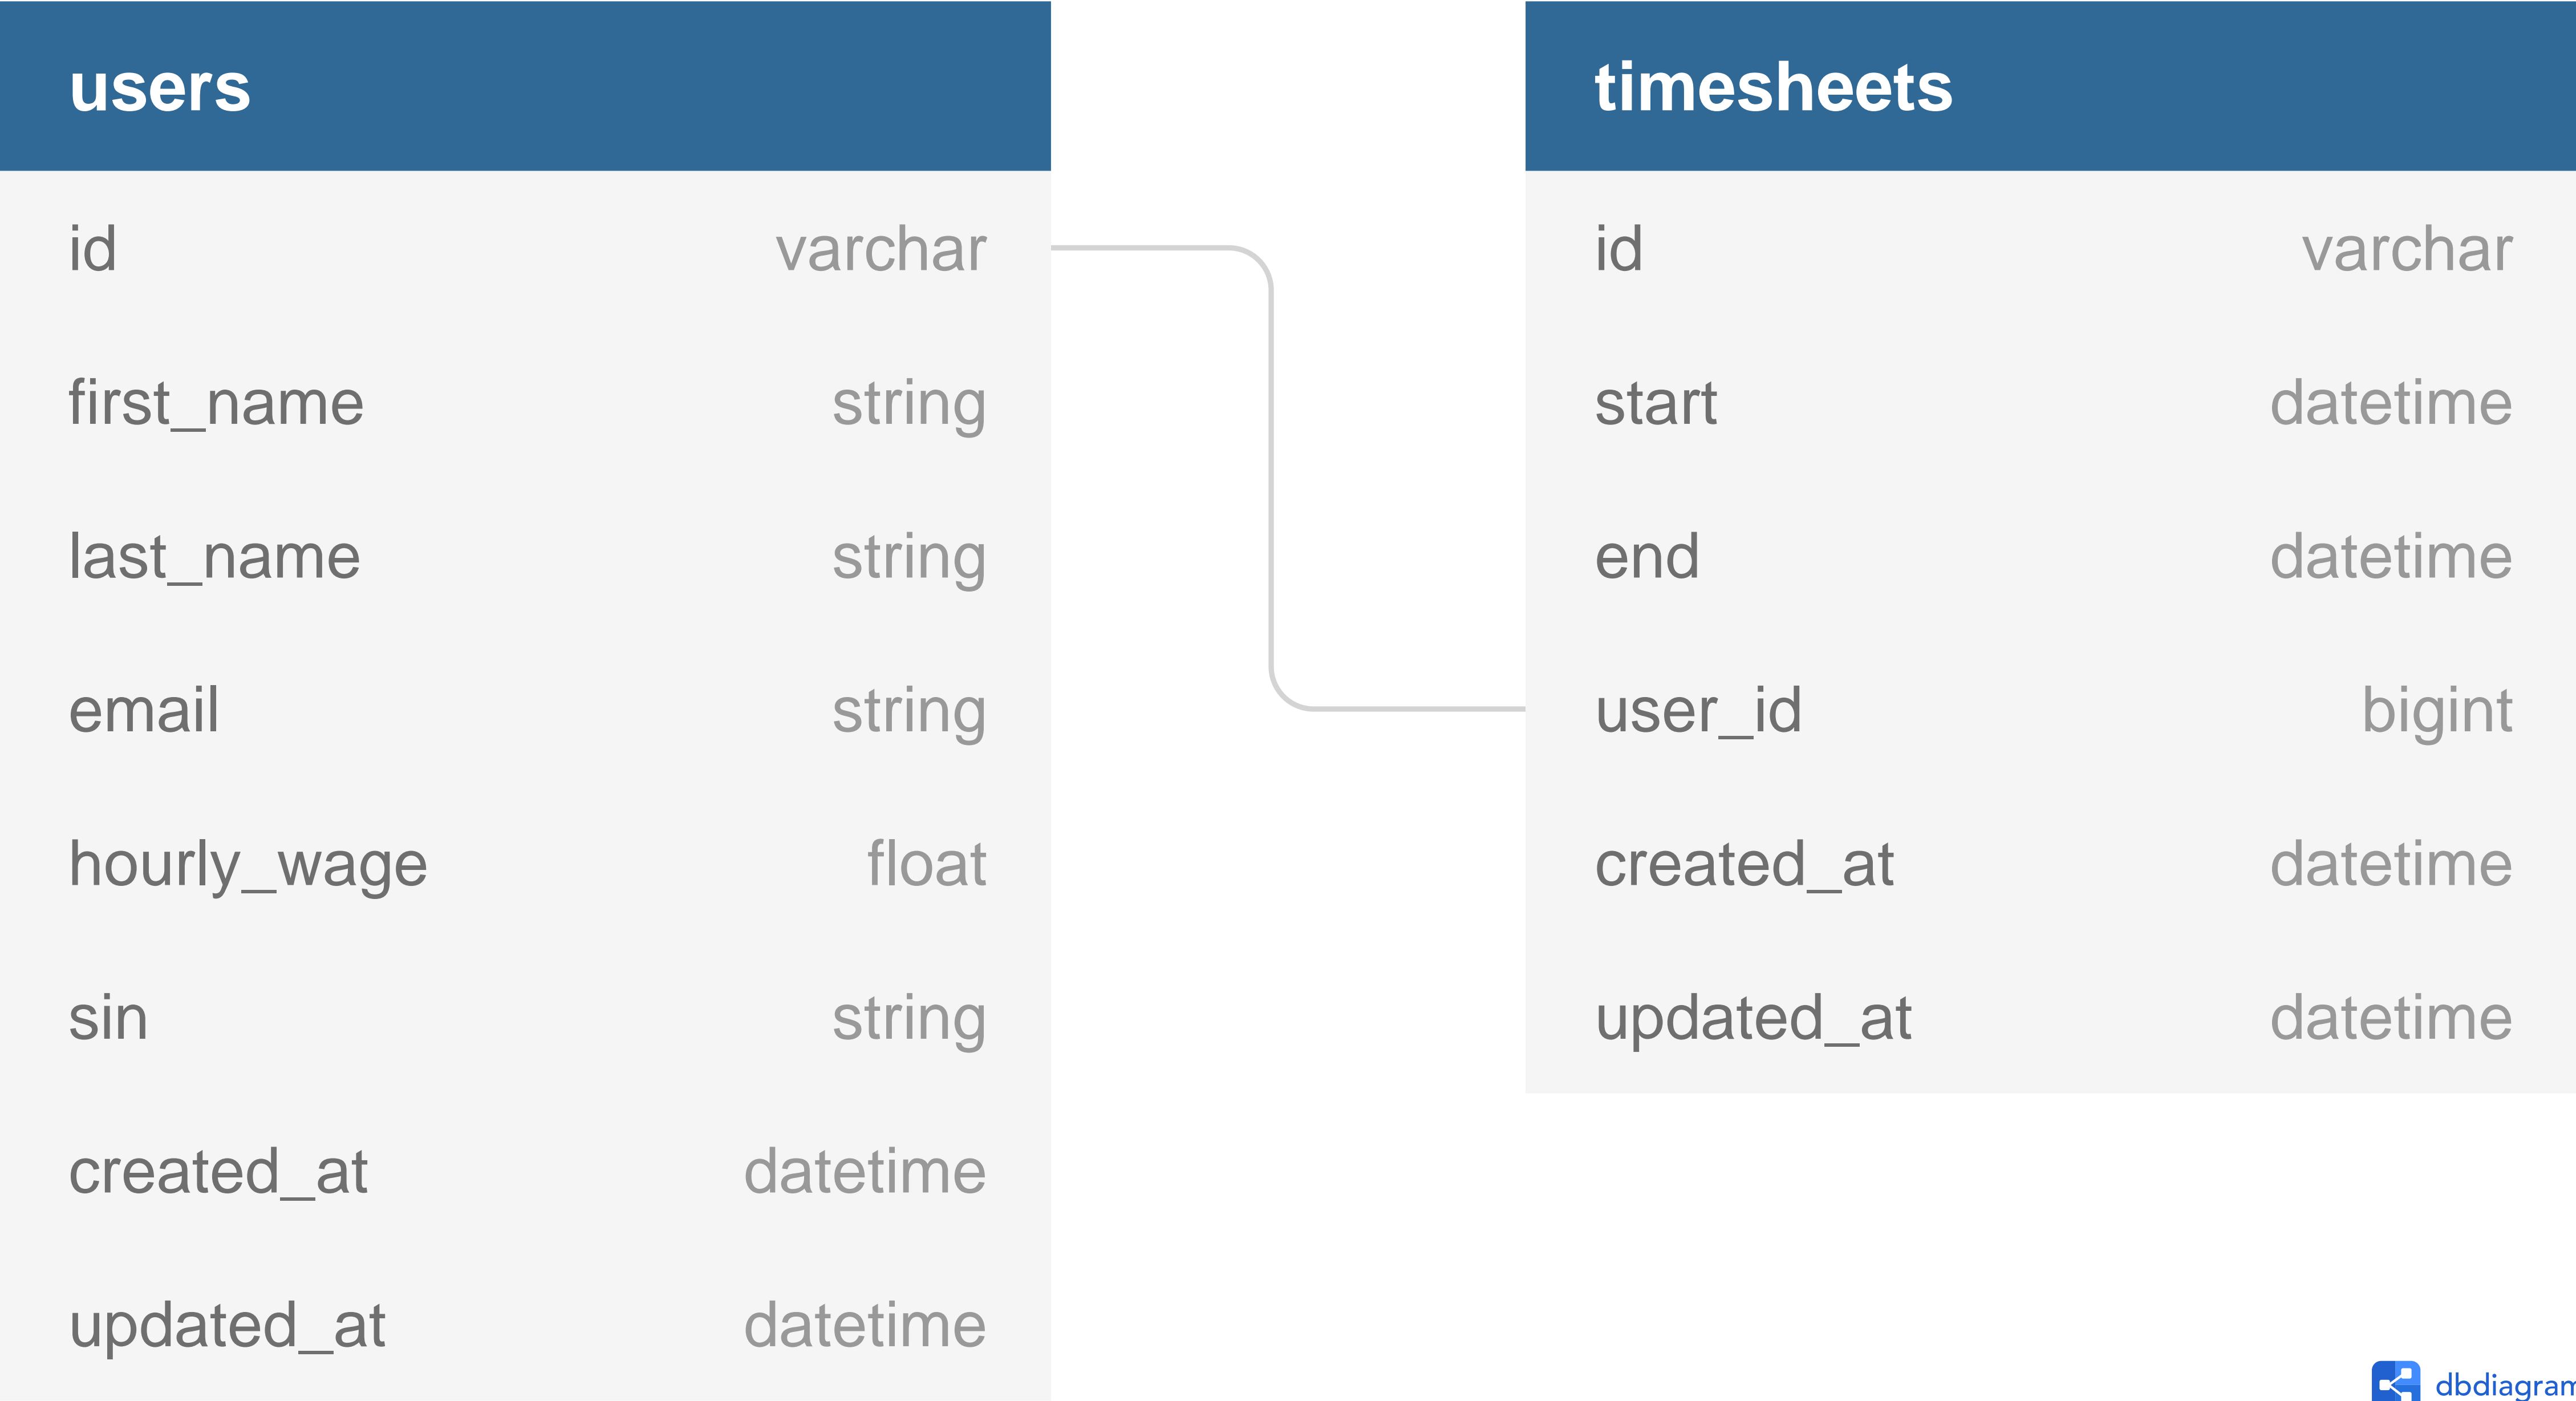 users
id varchar
first_name string
last_name string
email string
hourly_wage float
sin string
created_at datetime
updated_at datetime
timesheets
id varchar
start datetime
end datetime
user_id bigint
created_at datetime
updated_at datetime